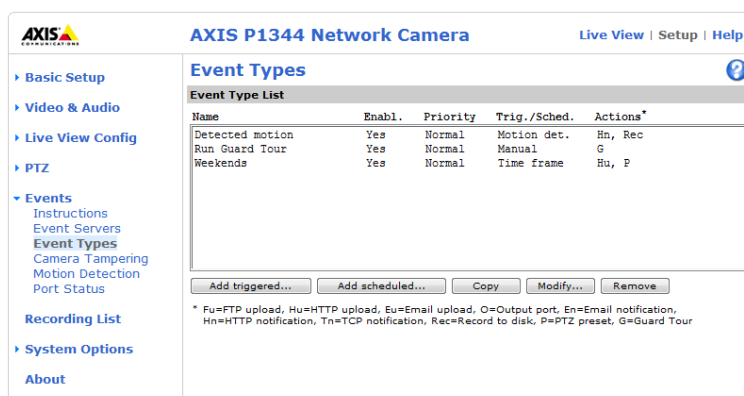 AXIS
COMMUNICATIONS
AXIS P1344 Network Camera
Live View | Setup | Help
Basic Setup
Video & Audio
Live View Config
PTZ
Events
Instructions
Event Servers
Event Types
Camera Tampering
Motion Detection
Port Status
Recording List
System Options
About
Event Types
?
Event Type List
Name Enabl. Priority Trig./Sched. Actions*
Detected motion Yes Normal Motion det. Hn, Rec
Run Guard Tour Yes Normal Manual G
Weekends Yes Normal Time frame Hu, P
Add triggered... Add scheduled... Copy Modify... Remove
* Fu=FTP upload, Hu=HTTP upload, Eu=Email upload, O=Output port, En=Email notification,
Hn=HTTP notification, Tn=TCP notification, Rec=Record to disk, P=PTZ preset, G=Guard Tour